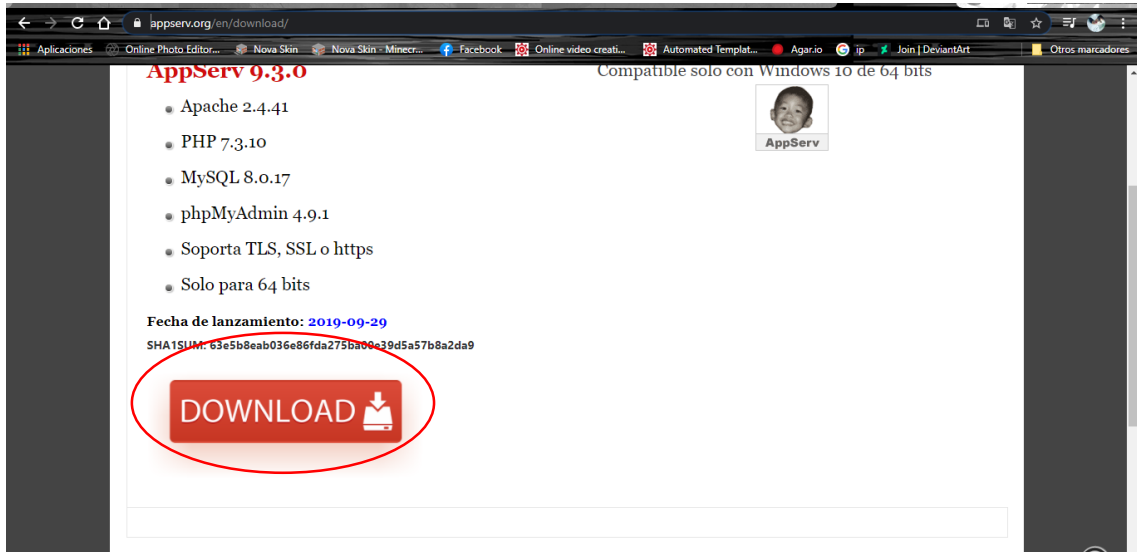 appserv.org/en/download/
Aplicaciones Online Photo Editor... Nova Skin Nova Skin - Minecr... Facebook Online video creati... Automated Templat... Agar.io ip Join | DeviantArt Otros marcadores
AppServ 9.3.0
Compatible solo con Windows 10 de 64 bits
AppServ
Apache 2.4.41
PHP 7.3.10
MySQL 8.0.17
phpMyAdmin 4.9.1
Soporta TLS, SSL o https
Solo para 64 bits
Fecha de lanzamiento: 2019-09-29
SHA1SUM: 63e5b8eab036e86fda275ba00e39d5a57b8a2da9
DOWNLOAD